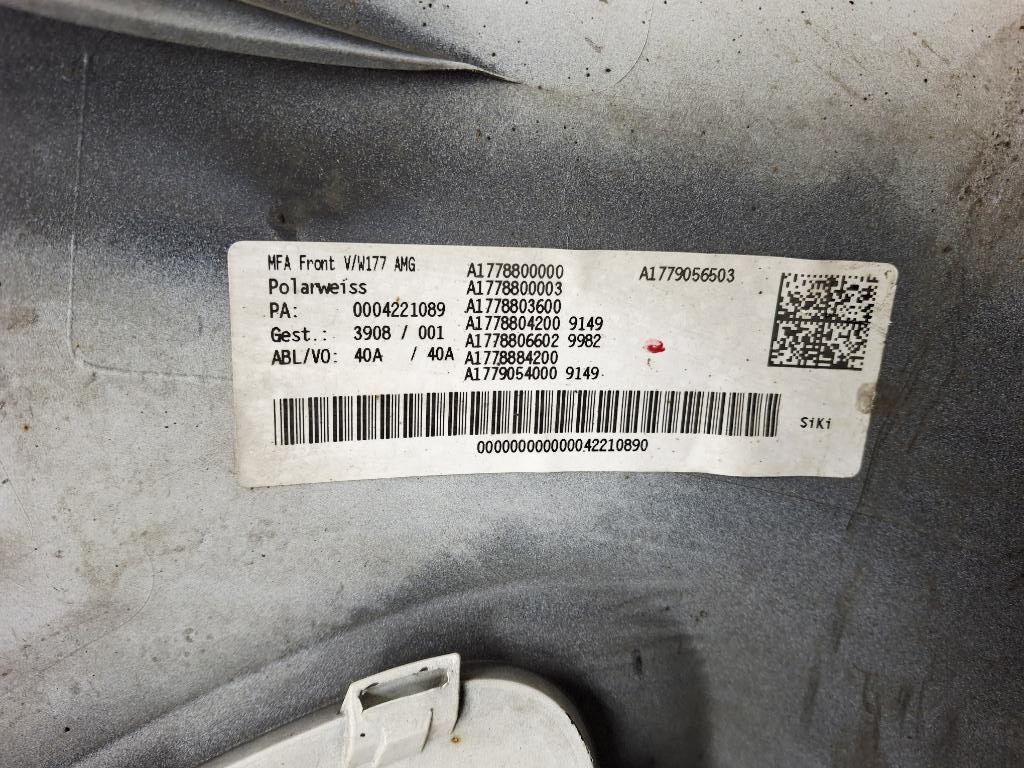 MFA Front V/W177 AMG
Polarweiss
PA: 0004221089
Gest.: 3908 / 001
ABL/VO: 40A / 40A
A1778800000
A1778800003
A1778803600
A1778804200 9149
A1778806602 9982
A1778884200
A1779054000 9149
A1779056503
SiKi
000000000000042210890